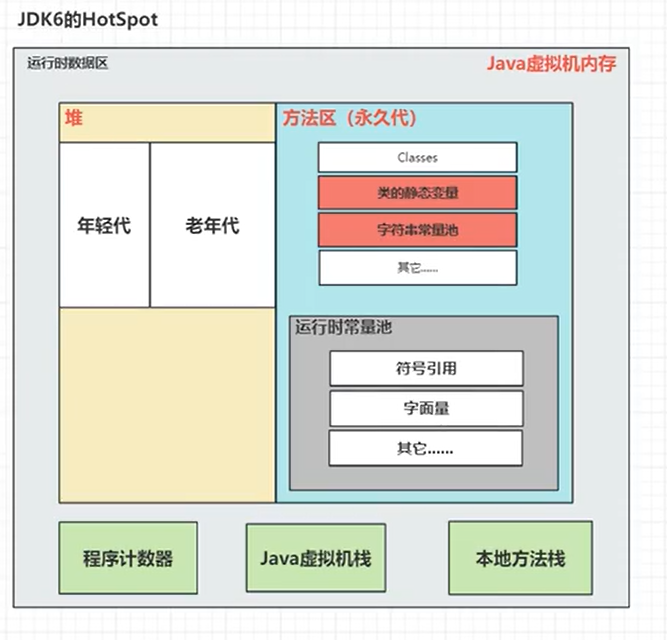 JDK6的HotSpot
运行时数据区
Java虚拟机内存
堆
方法区（永久代）
Classes
类的静态变量
年轻代
老年代
字符串常量池
其它......
运行时常量池
符号引用
字面量
其它......
程序计数器
Java虚拟机栈
本地方法栈